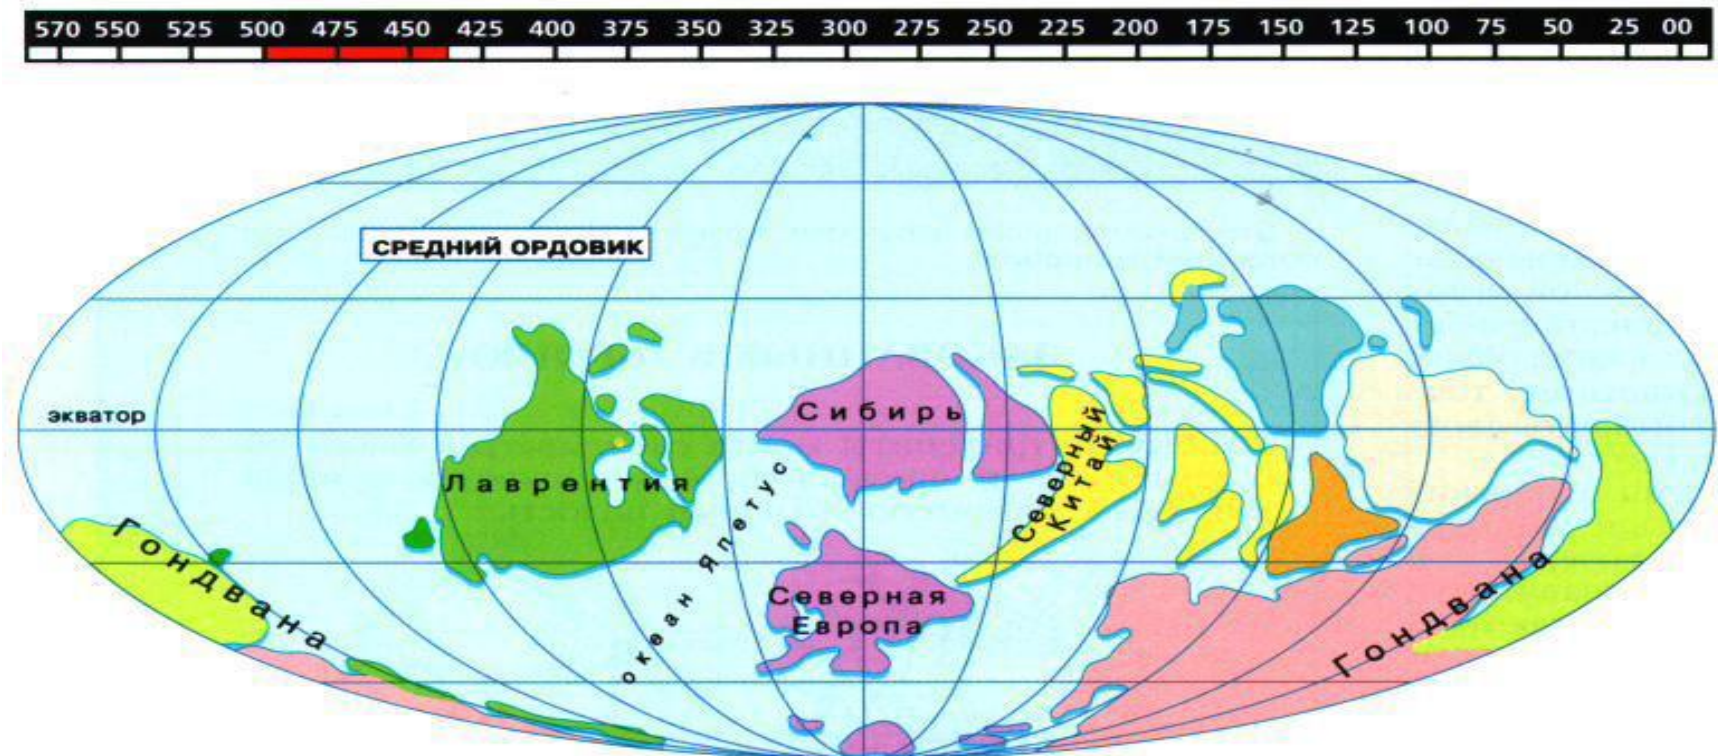 570 550 525 500 475 450 425 400 375 350 325 300 275 250 225 200 175 150 125 100 75 50 25 00
СРЕДНИЙ ОРДОВИК
экватор
Сибирь
Северный
Китай
Лаврентия
океан Япетус
Гондвана
Северная
Европа
Гондвана